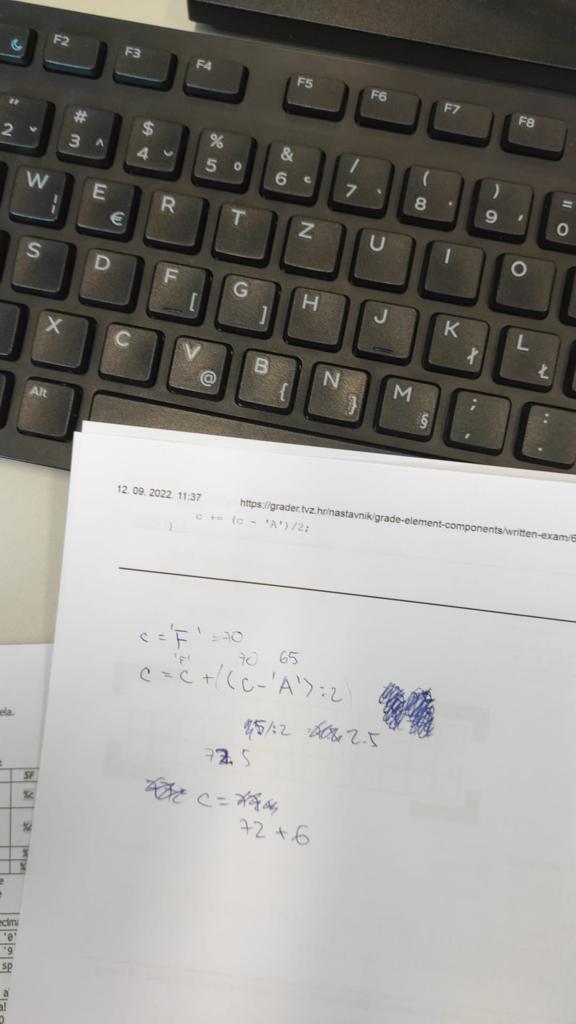 F2 F3 F4 F5 F6 F7 F8
" 2 ˇ # 3 ^ $ 4 ˘ % 5 ° & 6 ˛ / 7 ` ( 8 ˙ ) 9 ´ = 0
W | E € R T Z U I O
S D F [ G ] H J K ł L Ł
X C V @ B { N } M § ; , : .
Alt
12. 09. 2022. 11:37 https://grader.tvz.hr/nastavnik/grade-element-components/written-exam/6
c += (c - 'A')/2;
}
c = 'F' = 70
'F' 70 65
c = c + ((c - 'A') : 2)
5/:2 = 2.5
72.5
c =
72 + 6
ela.
SF
%c
ecim
'0'
'9
sp
a